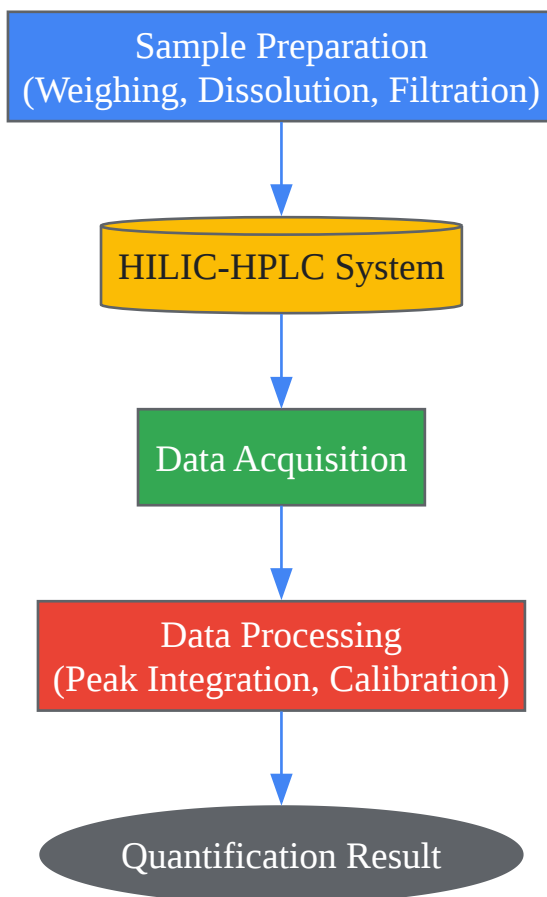 Sample Preparation
(Weighing, Dissolution, Filtration)
HILIC-HPLC System
Data Acquisition
Data Processing
(Peak Integration, Calibration)
Quantification Result